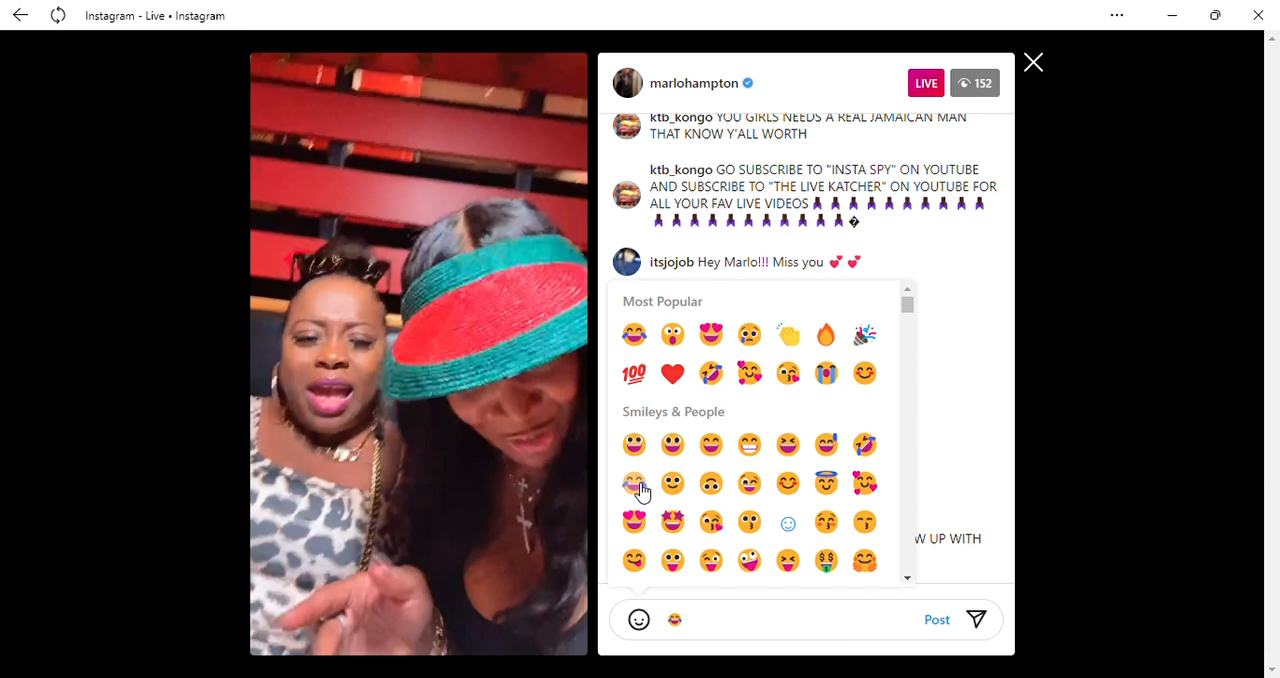 Instagram - Live • Instagram
marlohampton
LIVE
152
ktb_kongo YOU GIRLS NEEDS A REAL JAMAICAN MAN
THAT KNOW Y'ALL WORTH
ktb_kongo GO SUBSCRIBE TO "INSTA SPY" ON YOUTUBE
AND SUBSCRIBE TO "THE LIVE KATCHER" ON YOUTUBE FOR
ALL YOUR FAV LIVE VIDEOS
itsjojob Hey Marlo!!! Miss you 💕 💕
Most Popular
💯
Smileys & People
W UP WITH
😂
Post